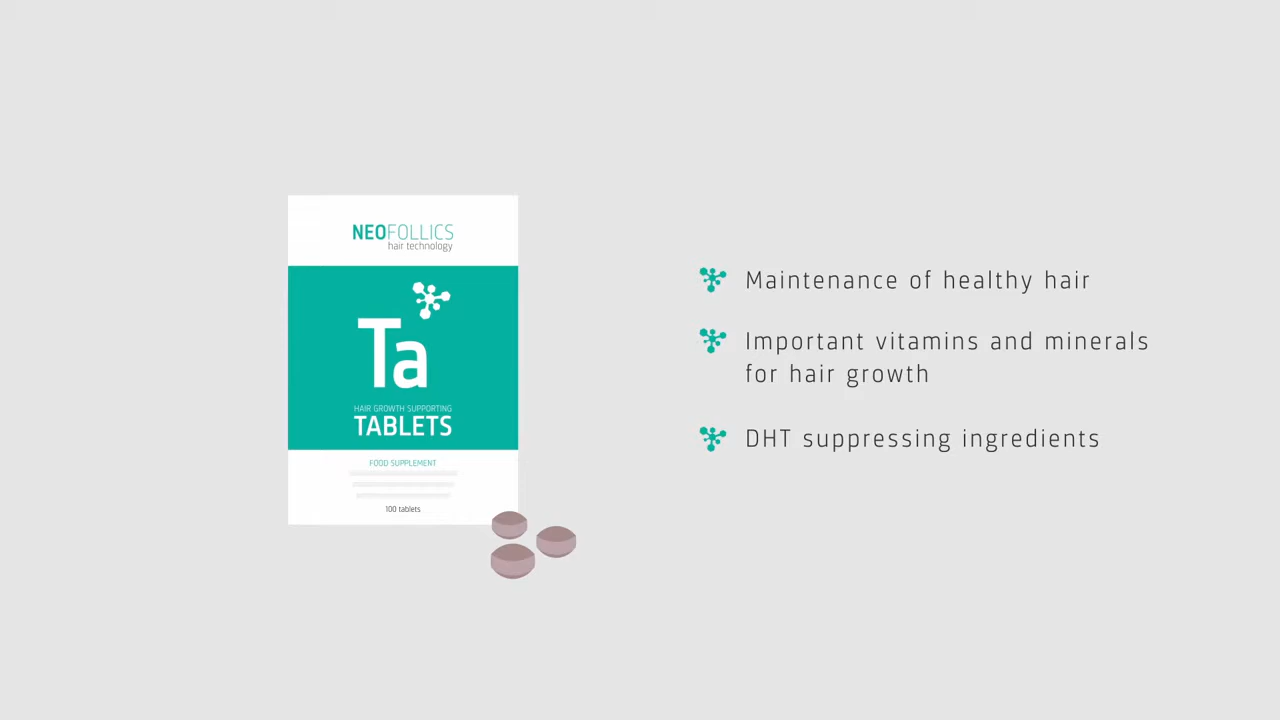 NEOFOLLICS
hair technology
Ta
HAIR GROWTH SUPPORTING
TABLETS
FOOD SUPPLEMENT
100 tablets
Maintenance of healthy hair
Important vitamins and minerals
for hair growth
DHT suppressing ingredients